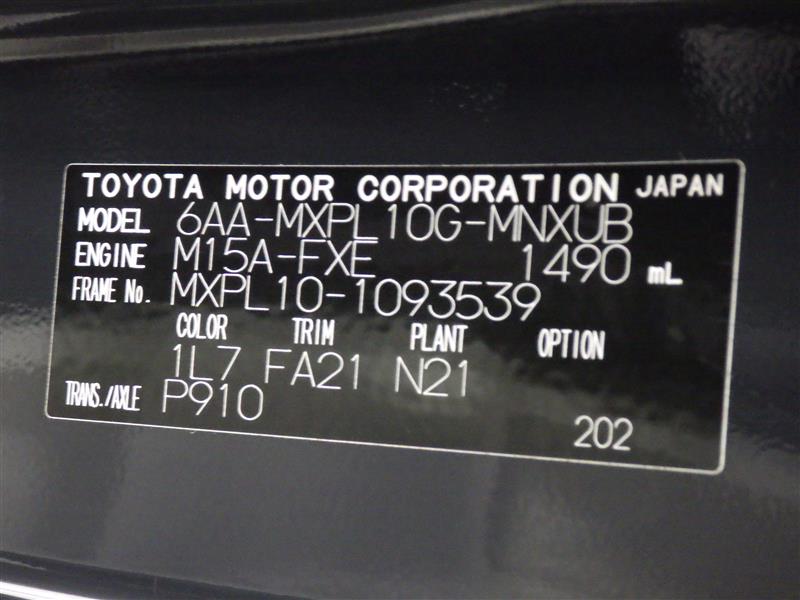 TOYOTA MOTOR CORPORATION JAPAN
MODEL 6AA-MXPL10G-MNXUB
ENGINE M15A-FXE 1490 mL
FRAME No. MXPL10-1093539
COLOR TRIM PLANT OPTION
1L7 FA21 N21
TRANS./AXLE P910
202